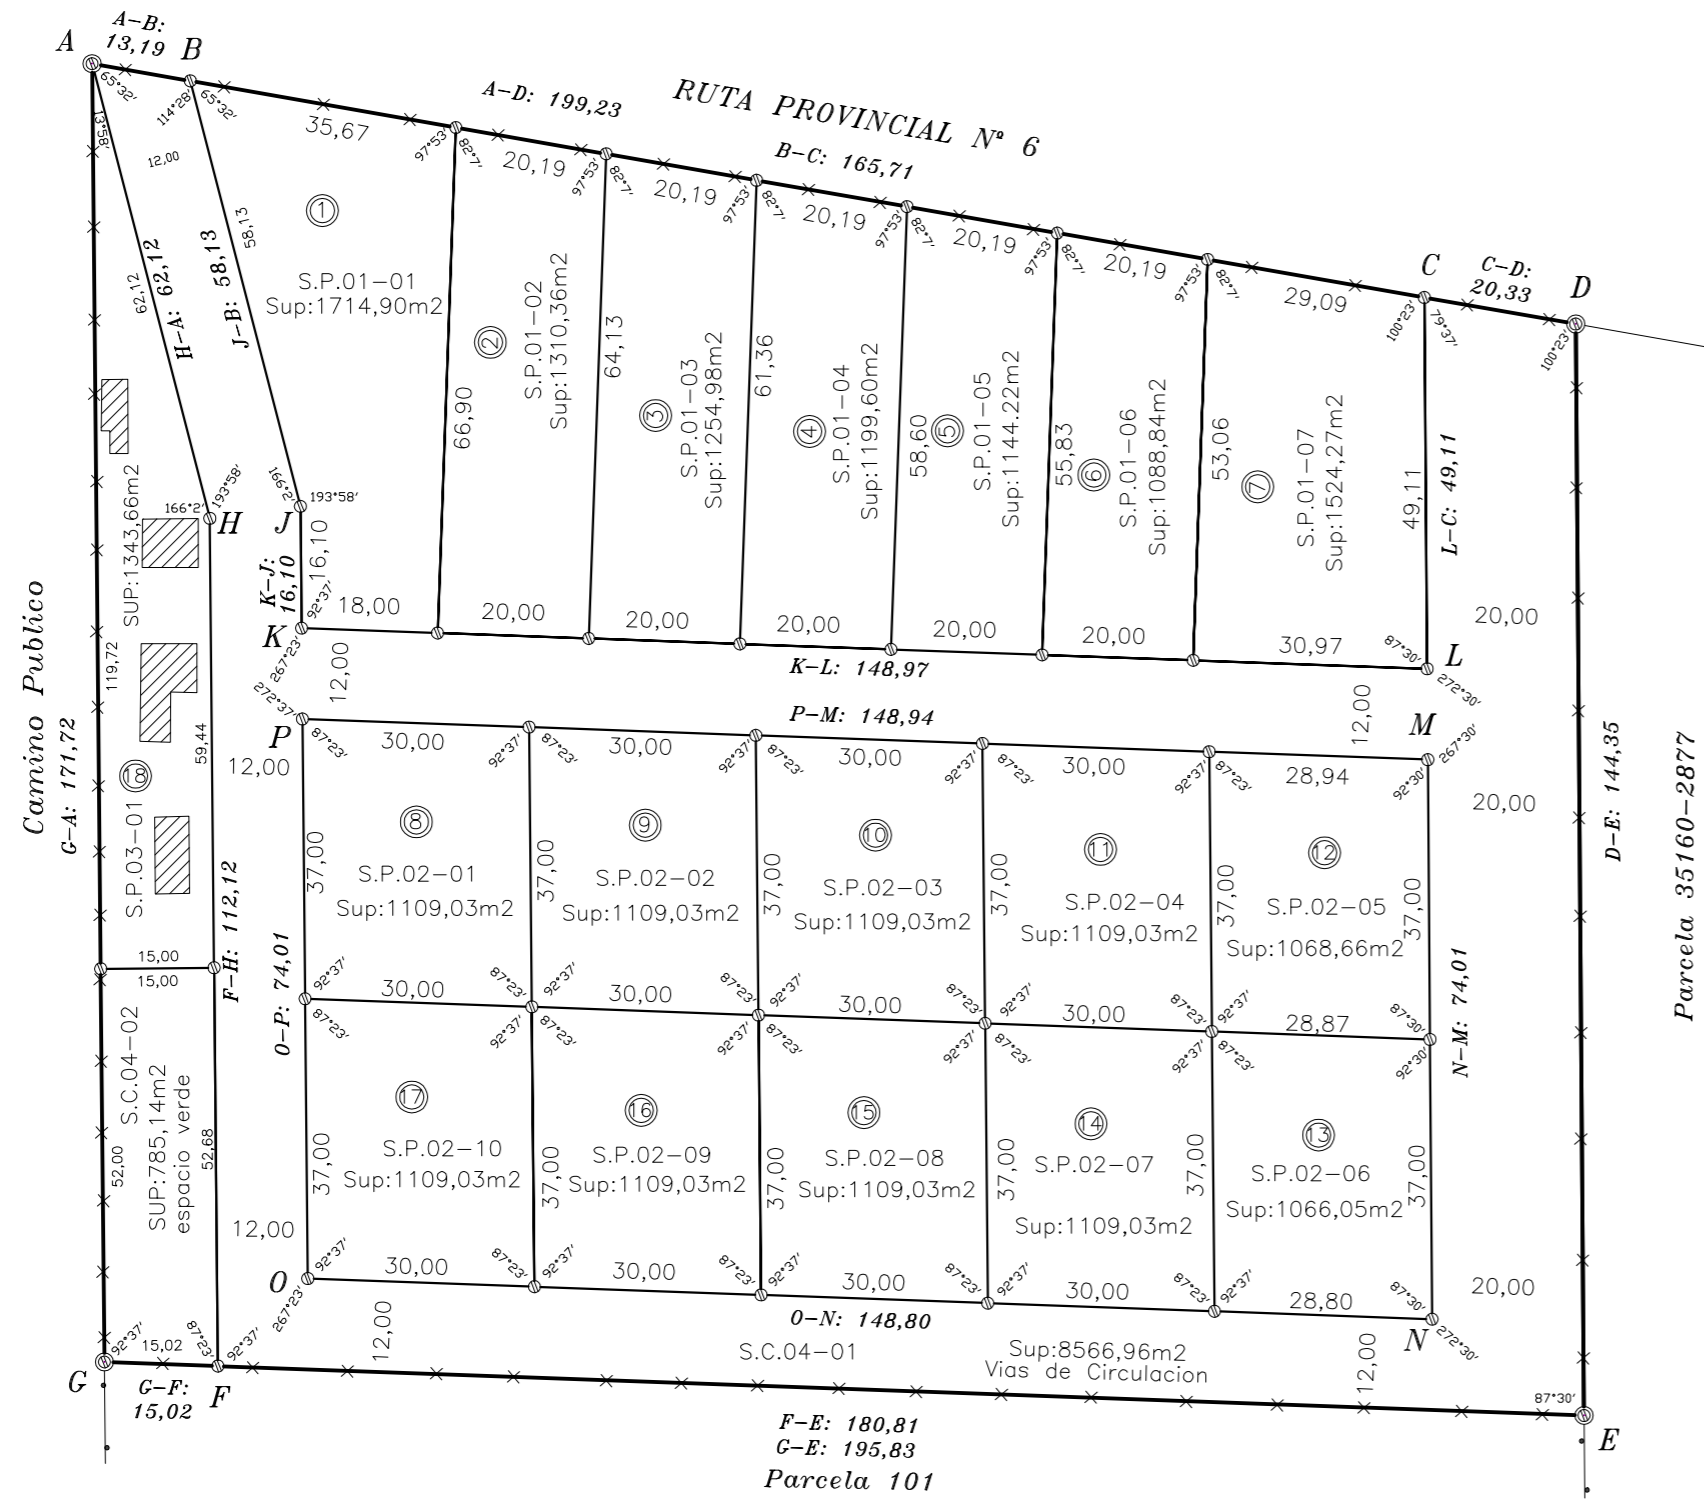 A
A-B:
13,19
B
A-D: 199,23
RUTA PROVINCIAL Nº 6
B-C: 165,71
C
C-D:
20,33
D
65°32'
114°28'
65°32'
13°58'
12,00
35,67
97°53'
82°7'
20,19
97°53'
82°7'
20,19
97°53'
82°7'
20,19
97°53'
82°7'
20,19
97°53'
82°7'
20,19
97°53'
82°7'
29,09
100°23'
79°37'
100°23'
62,12
H-A: 62,12
J-B: 58,13
58,13
1
S.P.01-01
Sup:1714,90m2
66,90
2
S.P.01-02
Sup:1310,36m2
64,13
3
S.P.01-03
Sup:1254,98m2
61,36
4
S.P.01-04
Sup:1199,60m2
58,60
5
S.P.01-05
Sup:1144.22m2
55,83
6
S.P.01-06
Sup:1088,84m2
53,06
7
S.P.01-07
Sup:1524,27m2
49,11
L-C: 49,11
166°2'
193°58'
H
166°2'
193°58'
J
K-J:
16,10
16,10
92°37'
K
267°23'
18,00
20,00
20,00
20,00
20,00
20,00
30,97
87°30'
L
272°30'
20,00
K-L: 148,97
12,00
12,00
P-M: 148,94
Camino Publico
G-A: 171,72
SUP:1343,66m2
119,72
59,44
18
S.P.03-01
F-H: 112,12
15,00
15,00
S.C.04-02
SUP:785,14m2
espacio verde
52,00
52,68
272°37'
P
87°23'
30,00
92°37'
87°23'
30,00
92°37'
87°23'
30,00
92°37'
87°23'
30,00
92°37'
87°23'
28,94
92°30'
M
267°30'
20,00
12,00
37,00
8
S.P.02-01
Sup:1109,03m2
37,00
9
S.P.02-02
Sup:1109,03m2
37,00
10
S.P.02-03
Sup:1109,03m2
37,00
11
S.P.02-04
Sup:1109,03m2
37,00
12
S.P.02-05
Sup:1068,66m2
37,00
D-E: 144,35
Parcela 35160-2877
O-P: 74,01
92°37'
87°23'
30,00
87°23'
92°37'
92°37'
87°23'
30,00
87°23'
92°37'
92°37'
87°23'
30,00
87°23'
92°37'
92°37'
87°23'
30,00
87°23'
92°37'
92°37'
87°23'
28,87
87°30'
92°30'
N-M: 74,01
37,00
17
S.P.02-10
Sup:1109,03m2
37,00
16
S.P.02-09
Sup:1109,03m2
37,00
15
S.P.02-08
Sup:1109,03m2
37,00
14
S.P.02-07
Sup:1109,03m2
37,00
13
S.P.02-06
Sup:1066,05m2
37,00
12,00
O
92°37'
267°23'
30,00
87°23'
92°37'
30,00
87°23'
92°37'
30,00
87°23'
92°37'
30,00
87°23'
92°37'
28,80
87°30'
N
272°30'
20,00
O-N: 148,80
12,00
S.C.04-01
Sup:8566,96m2
Vias de Circulacion
12,00
G
92°37'
15,02
87°23'
92°37'
F
G-F:
15,02
87°30'
E
F-E: 180,81
G-E: 195,83
Parcela 101